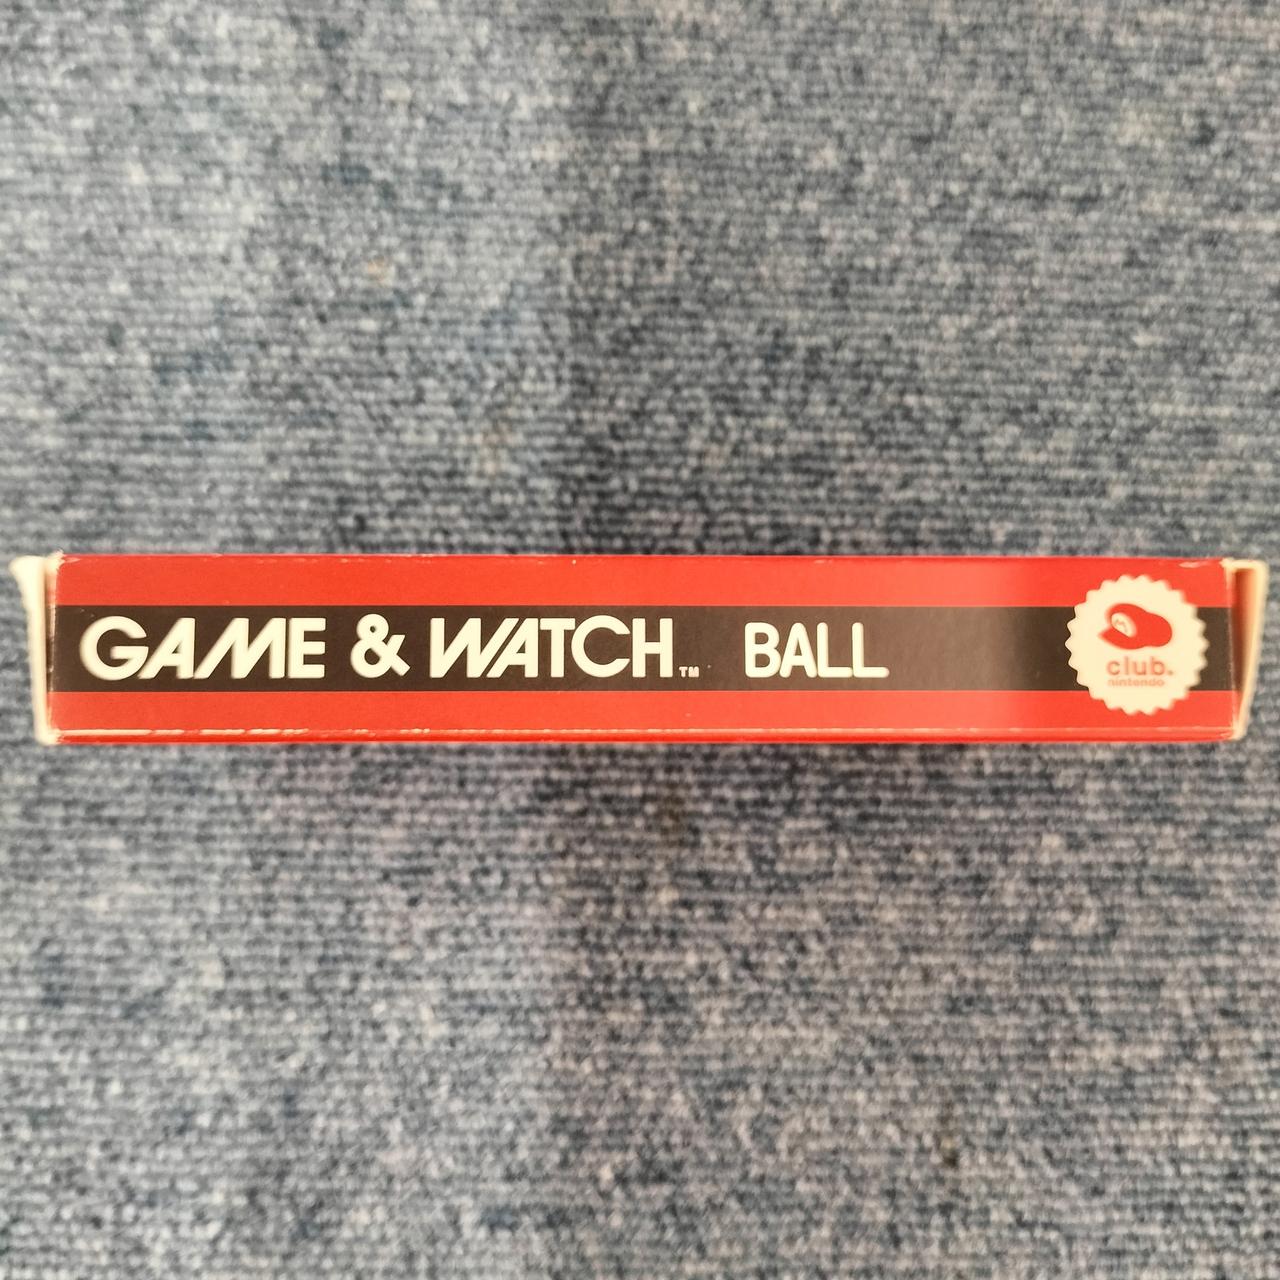 GAME & WATCH™ BALL
M
club.
nintendo